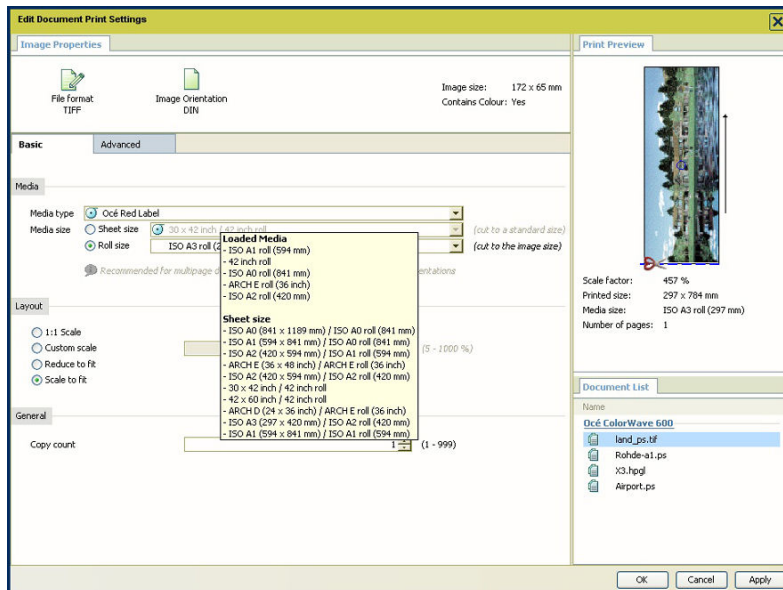 Edit Document Print Settings
Image Properties
File format
TIFF
Image Orientation
DIN
Image size: 172 x 65 mm
Contains Colour: Yes
Basic
Advanced
Media
Media type
Océ Red Label
Media size
Sheet size
30 x 42 inch / 42 inch roll
(cut to a standard size)
Roll size
ISO A3 roll (2
(cut to the image size)
Recommended for multipage d
entations
Loaded Media
- ISO A1 roll (594 mm)
- 42 inch roll
- ISO A0 roll (841 mm)
- ARCH E roll (36 inch)
- ISO A2 roll (420 mm)
Sheet size
- ISO A0 (841 x 1189 mm) / ISO A0 roll (841 mm)
- ISO A1 (594 x 841 mm) / ISO A0 roll (841 mm)
- ISO A2 (420 x 594 mm) / ISO A1 roll (594 mm)
- ARCH E (36 x 48 inch) / ARCH E roll (36 inch)
- ISO A2 (420 x 594 mm) / ISO A2 roll (420 mm)
- 30 x 42 inch / 42 inch roll
- 42 x 60 inch / 42 inch roll
- ARCH D (24 x 36 inch) / ARCH E roll (36 inch)
- ISO A3 (297 x 420 mm) / ISO A2 roll (420 mm)
- ISO A1 (594 x 841 mm) / ISO A1 roll (594 mm)
Layout
1:1 Scale
Custom scale
(5 - 1000 %)
Reduce to fit
Scale to fit
General
Copy count
1
(1 - 999)
Print Preview
Scale factor: 457 %
Printed size: 297 x 784 mm
Media size: ISO A3 roll (297 mm)
Number of pages: 1
Document List
Name
Océ ColorWave 600
land_ps.tif
Rohde-a1.ps
X3.hpgl
Airport.ps
OK
Cancel
Apply